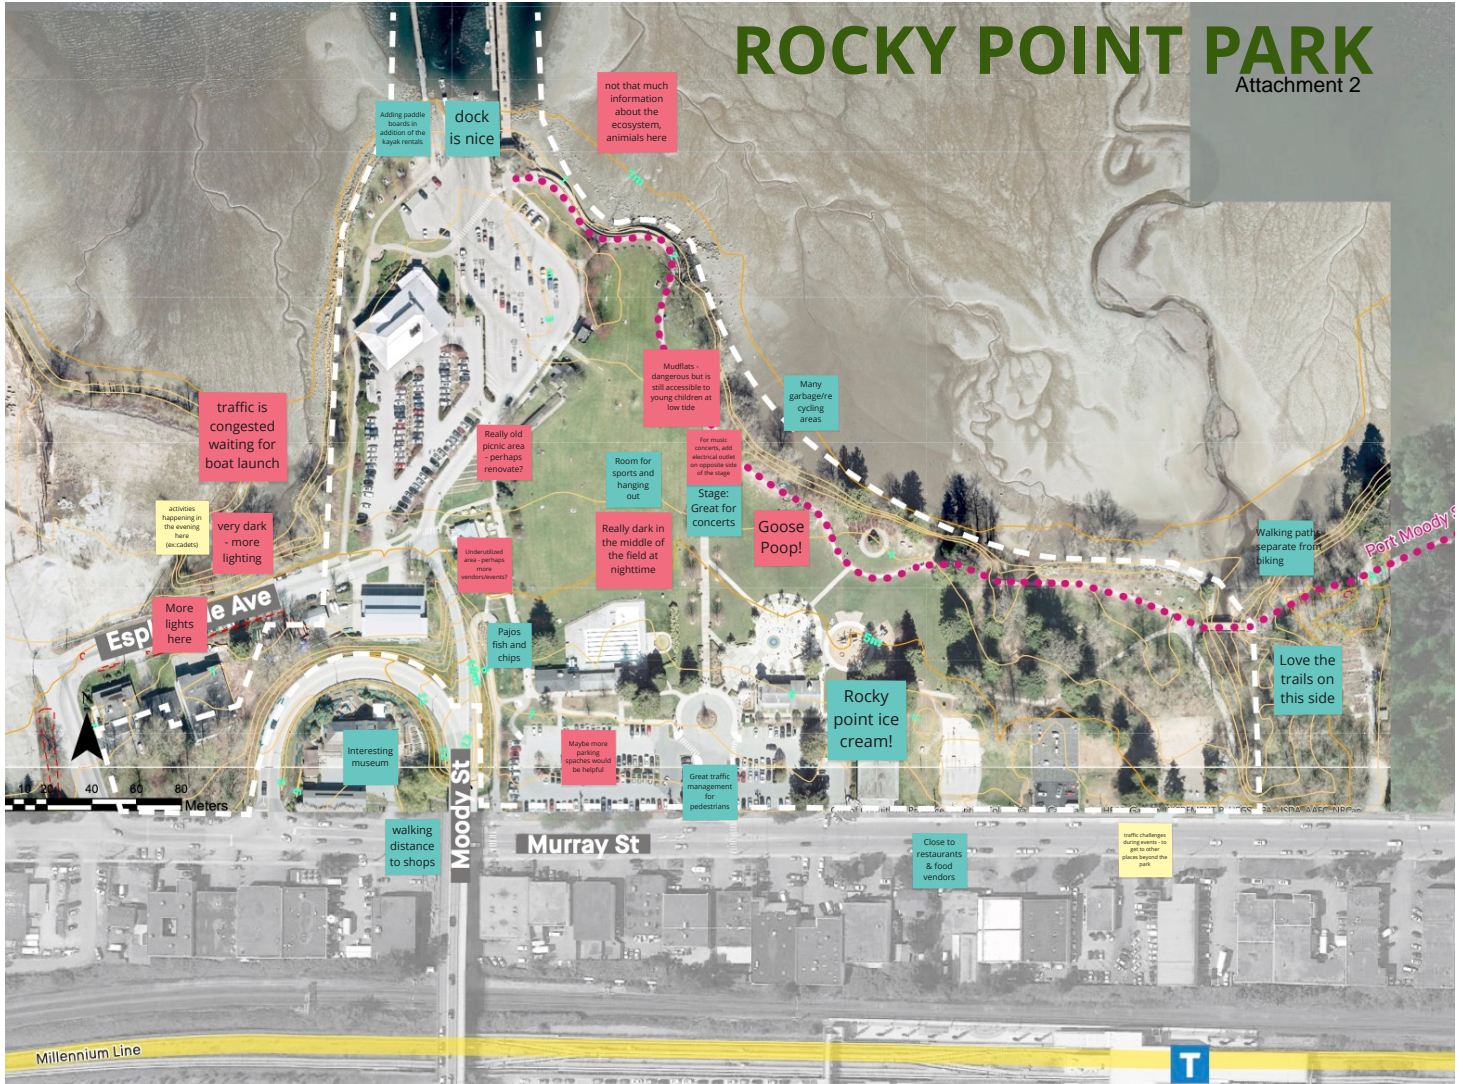 ROCKY POINT PARK
Attachment 2
Adding paddle
boards in
addition of the
kayak rentals
dock
is nice
not that much
information
about the
ecosystem,
animials here
1m
traffic is
congested
waiting for
boat launch
Mudflats -
dangerous but is
still accessible to
young children at
low tide
Many
garbage/re
cycling
areas
Really old
picnic area
- perhaps
renovate?
For music
concerts, add
electrical outlet
on opposite side
of the stage
Room for
sports and
hanging
out
Stage:
Great for
concerts
activities
happening in
the evening
here
(ex:cadets)
very dark
- more
lighting
Really dark in
the middle of
the field at
nighttime
Goose
Poop!
Walking paths
separate from
biking
Port Moody S
Underutilized
area - perhaps
more
vendors/events?
More
lights
here
Pajos
fish and
chips
5m
Love the
trails on
this side
Rocky
point ice
cream!
Interesting
museum
Maybe more
parking
spaches would
be helpful
Great traffic
management
for
pedestrians
N
10 20 40 60 80
Meters
walking
distance
to shops
Moody St
Murray St
Close to
restaurants
& food
vendors
traffic challenges
during events - to
get to other
places beyond the
park
Millennium Line
T